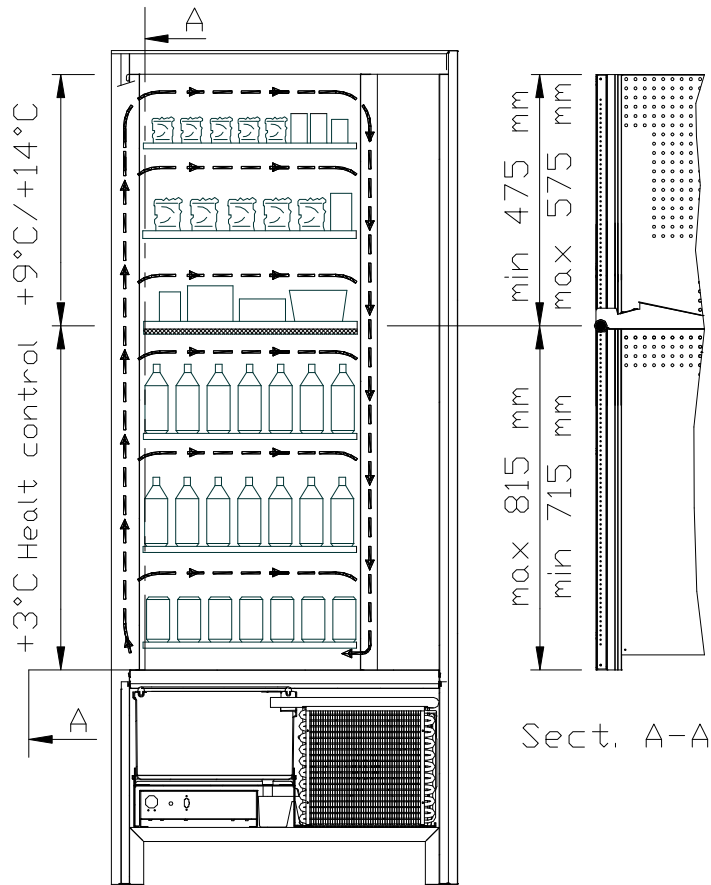 A
+9°C/+14°C
+3°C Healt control
min 475 mm
max 575 mm
max 815 mm
min 715 mm
A
Sect. A-A